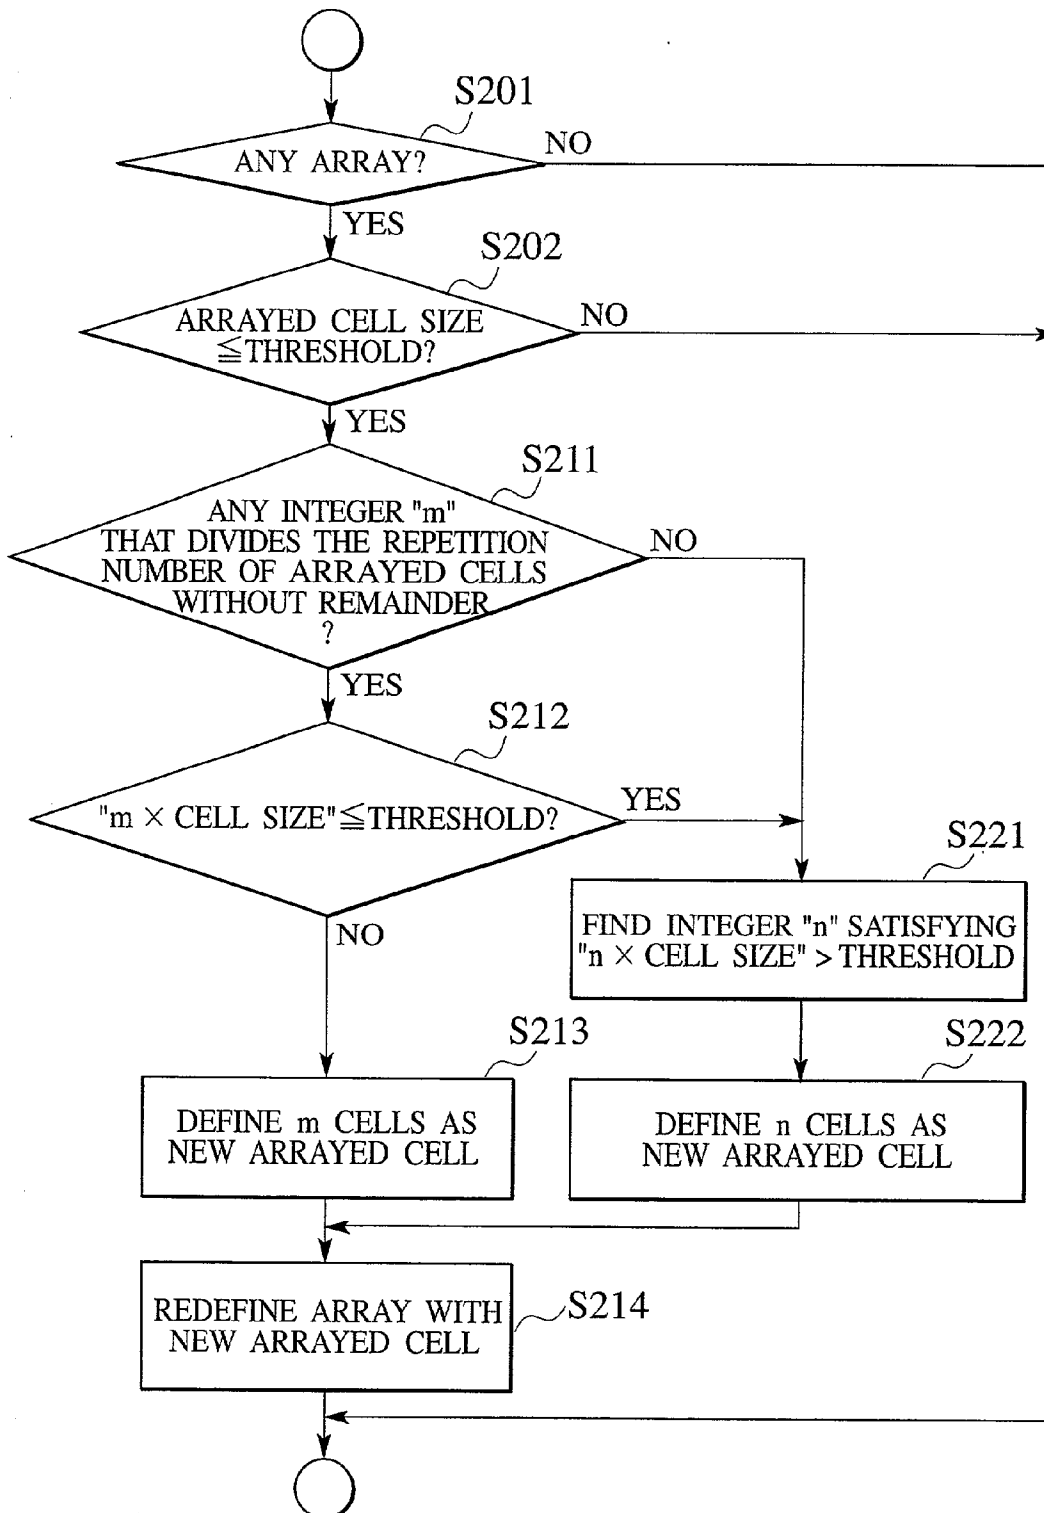 S201
ANY ARRAY?
NO
YES
S202
ARRAYED CELL SIZE
≦THRESHOLD?
NO
YES
S211
ANY INTEGER "m"
THAT DIVIDES THE REPETITION
NUMBER OF ARRAYED CELLS
WITHOUT REMAINDER
?
NO
YES
S212
"m × CELL SIZE"≦THRESHOLD?
YES
NO
S221
FIND INTEGER "n" SATISFYING
"n × CELL SIZE" > THRESHOLD
S213
DEFINE m CELLS AS
NEW ARRAYED CELL
S222
DEFINE n CELLS AS
NEW ARRAYED CELL
REDEFINE ARRAY WITH
NEW ARRAYED CELL
S214